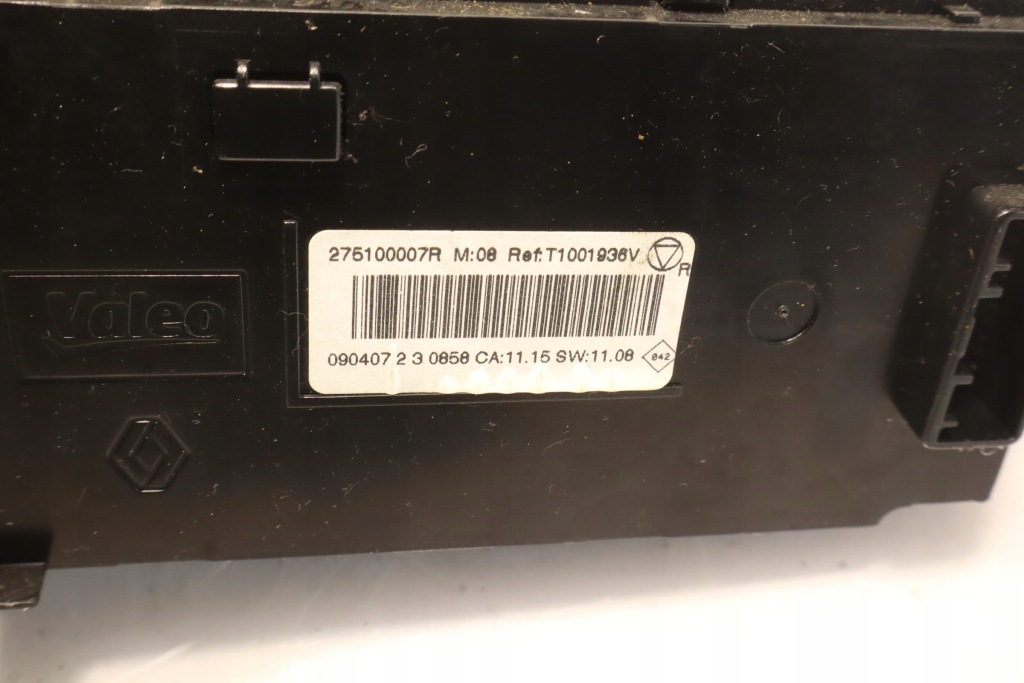 275100007R M:08 Ref:T1001936V
R
Valeo
090407 2 3 0858 CA:11.15 SW:11.08
042